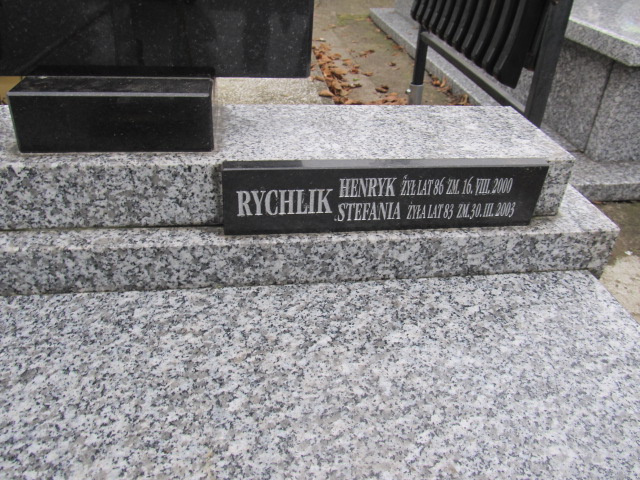 RYCHLIK HENRYK ŻYŁ LAT 86 ZM. 16. VIII. 2000
STEFANIA ŻYŁA LAT 83 ZM. 30. III. 2003